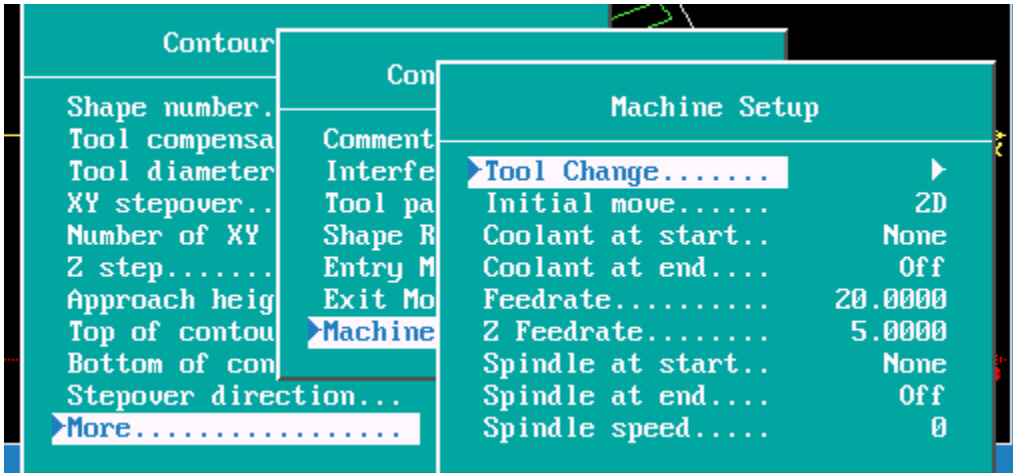 Contour
Shape number.
Tool compensa
Tool diameter
XY stepover..
Number of XY
Z step.......
Approach heig
Top of contou
Bottom of con
Stepover direction...
More.................
Con
Comment
Interfe
Tool pa
Shape R
Entry M
Exit Mo
Machine
Machine Setup
Tool Change.......
Initial move...... 2D
Coolant at start.. None
Coolant at end.... Off
Feedrate.......... 20.0000
Z Feedrate........ 5.0000
Spindle at start.. None
Spindle at end.... Off
Spindle speed..... 0